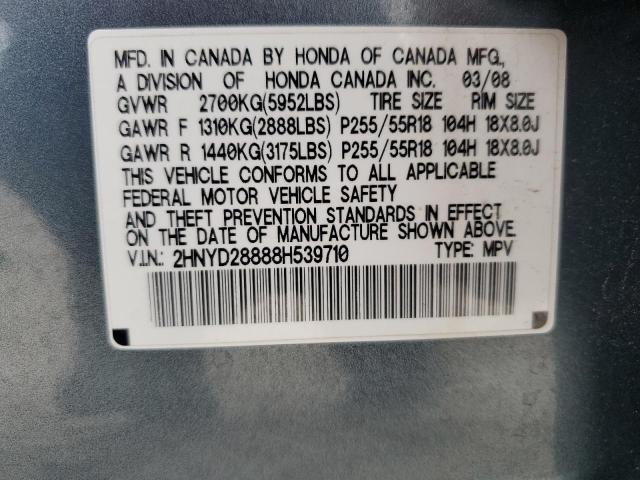 MFD. IN CANADA BY HONDA OF CANADA MFG.,
A DIVISION OF HONDA CANADA INC. 03/08
GVWR 2700KG(5952LBS) TIRE SIZE RIM SIZE
GAWR F 1310KG(2888LBS) P255/55R18 104H 18X8.0J
GAWR R 1440KG(3175LBS) P255/55R18 104H 18X8.0J
THIS VEHICLE CONFORMS TO ALL APPLICABLE
FEDERAL MOTOR VEHICLE SAFETY
AND THEFT PREVENTION STANDARDS IN EFFECT
ON THE DATE OF MANUFACTURE SHOWN ABOVE.
V.I.N.: 2HNYD28888H539710 TYPE: MPV